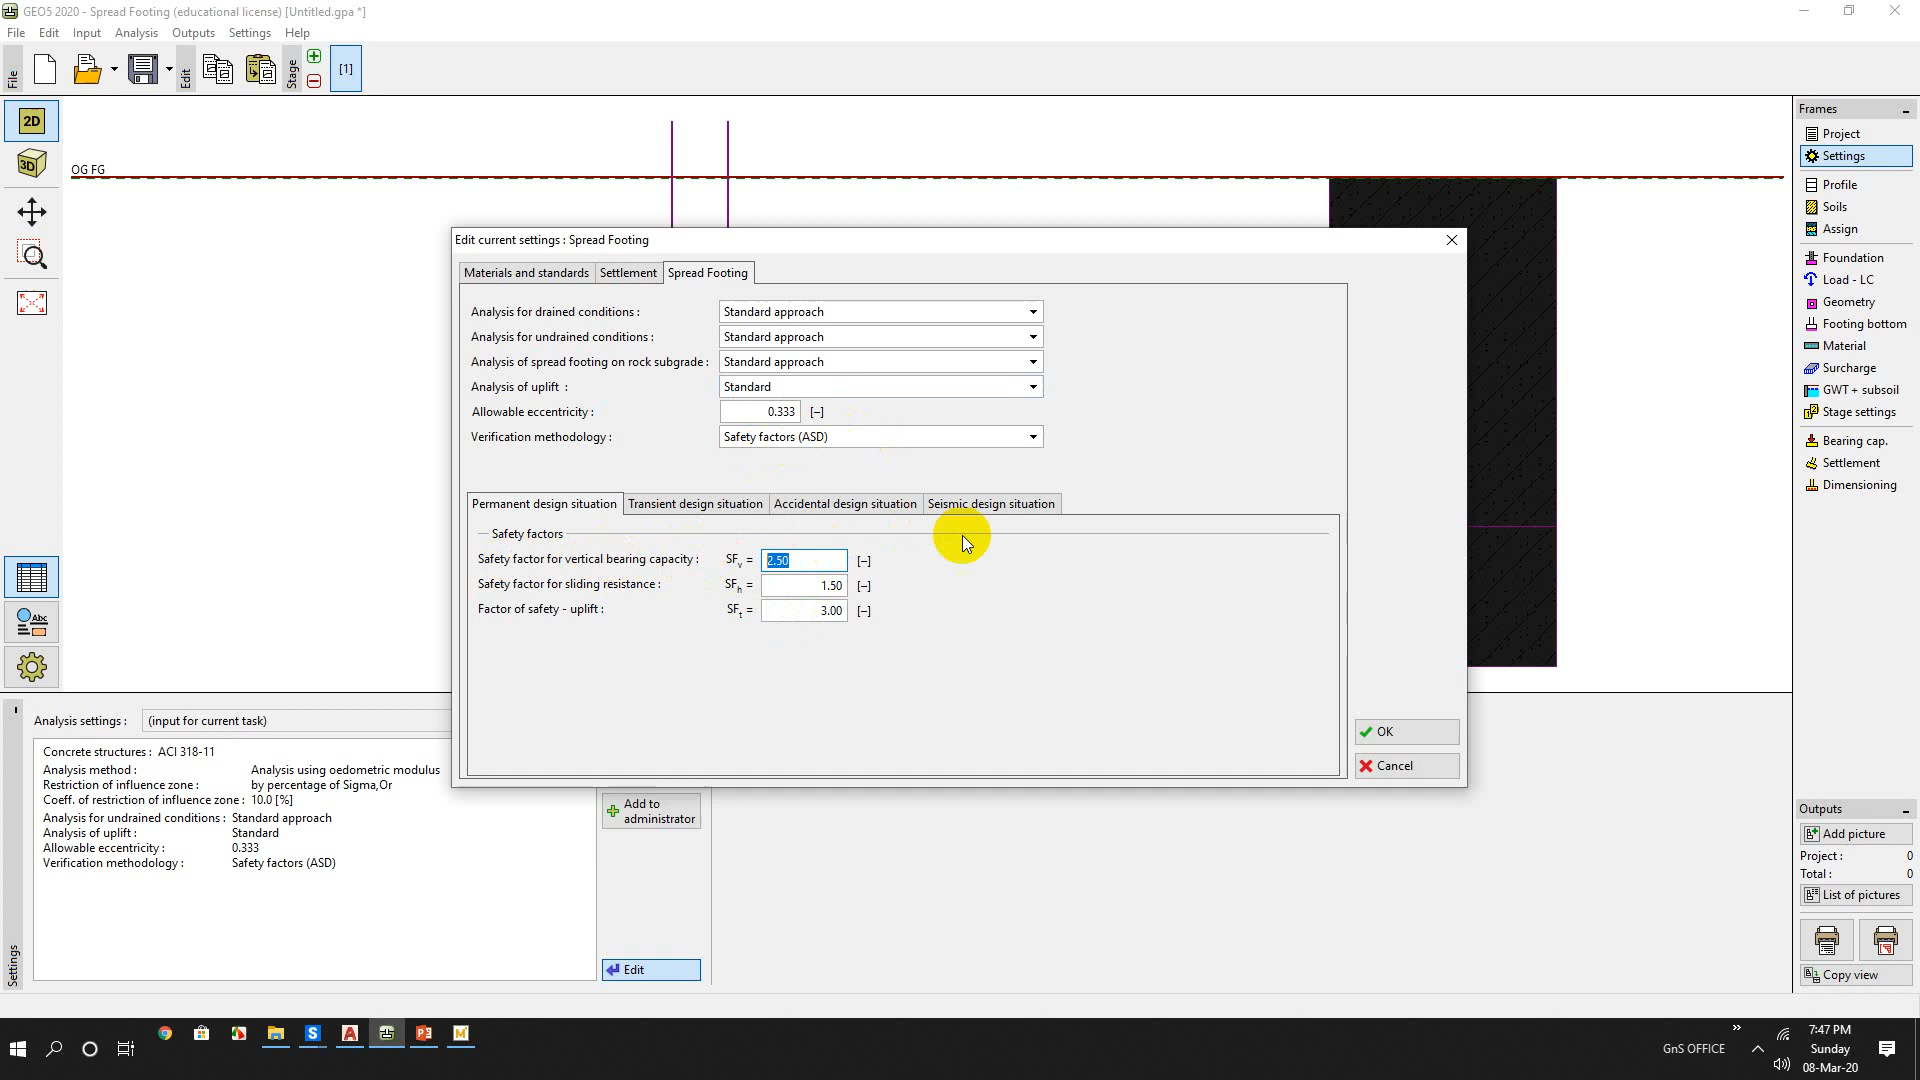 GEO5 2020 - Spread Footing (educational license) [Untitled.gpa *]
File Edit Input Analysis Outputs Settings Help
File Edit Stage [1]
2D
3D
OG FG
Edit current settings : Spread Footing
Materials and standards Settlement Spread Footing
Analysis for drained conditions : Standard approach
Analysis for undrained conditions : Standard approach
Analysis of spread footing on rock subgrade : Standard approach
Analysis of uplift : Standard
Allowable eccentricity : 0.333 [–]
Verification methodology : Safety factors (ASD)
Permanent design situation Transient design situation Accidental design situation Seismic design situation
Safety factors
Safety factor for vertical bearing capacity : SFv = 2.50 [–]
Safety factor for sliding resistance : SFh = 1.50 [–]
Factor of safety - uplift : SFt = 3.00 [–]
OK
Cancel
Frames
Project
Settings
Profile
Soils
Assign
Foundation
Load - LC
Geometry
Footing bottom
Material
Surcharge
GWT + subsoil
Stage settings
Bearing cap.
Settlement
Dimensioning
Abc
Settings
Analysis settings : (input for current task)
Concrete structures : ACI 318-11
Analysis method : Analysis using oedometric modulus
Restriction of influence zone : by percentage of Sigma,Or
Coeff. of restriction of influence zone : 10.0 [%]
Analysis for undrained conditions : Standard approach
Analysis of uplift : Standard
Allowable eccentricity : 0.333
Verification methodology : Safety factors (ASD)
Add to
administrator
Edit
Outputs
Add picture
Project : 0
Total : 0
List of pictures
Copy view
GnS OFFICE
7:47 PM
Sunday
08-Mar-20